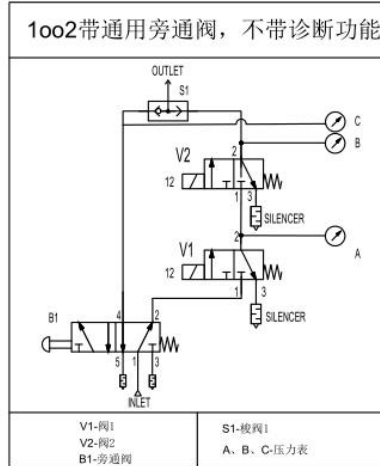 1oo2带通用旁通阀，不带诊断功能
OUTLET
S1
C
B
V2
2
12
1 3
SILENCER
V1
2
A
12
1 3
SILENCER
B1
4 2
5 1 3
INLET
V1-阀1
V2-阀2
B1-旁通阀
S1-梭阀1
A、B、C-压力表